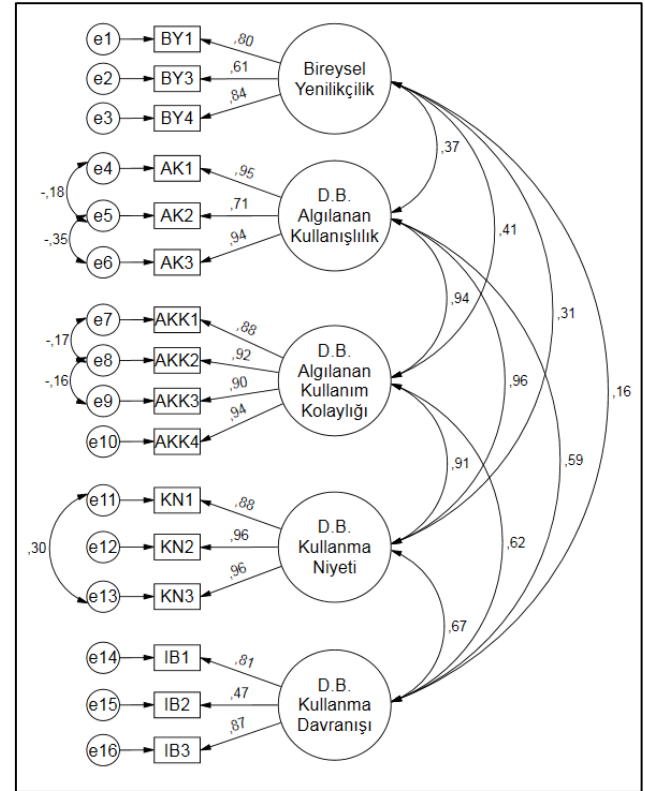 e1 BY1 ,80
e2 BY3 ,61
e3 BY4 ,84
Bireysel
Yenilikçilik
,37
e4 AK1 ,95
-,18
e5 AK2 ,71
-,35
e6 AK3 ,94
D.B.
Algılanan
Kullanışlılık
,41
,94
,31
e7 AKK1 ,88
-,17
e8 AKK2 ,92
-,16
e9 AKK3 ,90
e10 AKK4 ,94
D.B.
Algılanan
Kullanım
Kolaylığı
,96
,16
,91
,59
e11 KN1 ,88
e12 KN2 ,96
,30
e13 KN3 ,96
D.B.
Kullanma
Niyeti
,62
,67
e14 IB1 ,81
e15 IB2 ,47
e16 IB3 ,87
D.B.
Kullanma
Davranışı